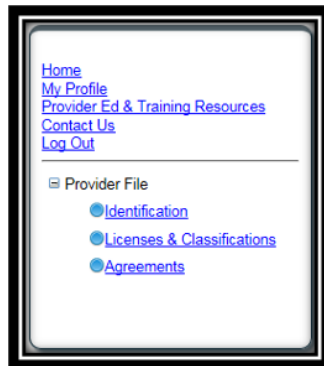 Home
My Profile
Provider Ed & Training Resources
Contact Us
Log Out
Provider File
Identification
Licenses & Classifications
Agreements